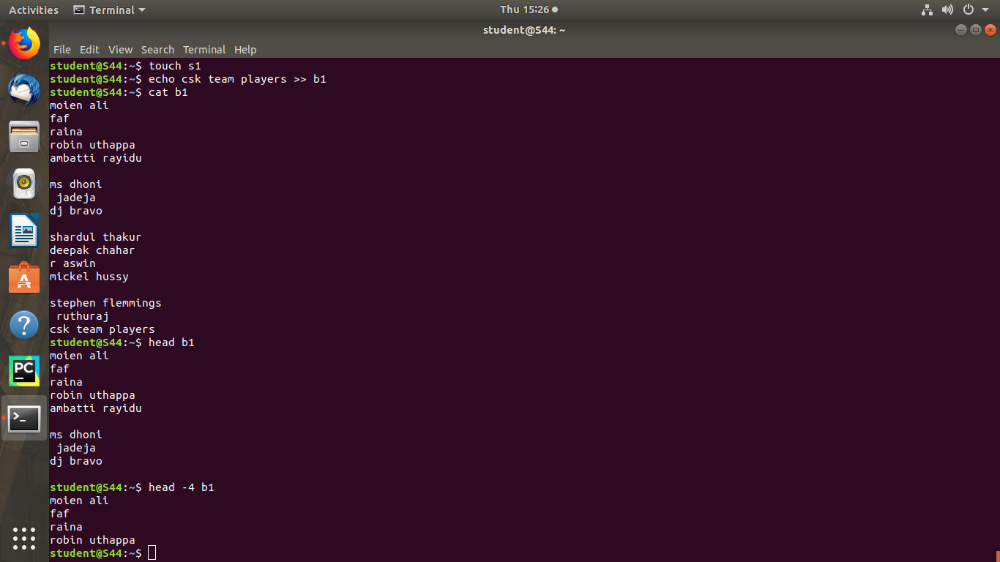 Activities
Terminal
Thu 15:26
student@S44: ~
File Edit View Search Terminal Help
student@S44:~$ touch s1
student@S44:~$ echo csk team players >> b1
student@S44:~$ cat b1
moien ali
faf
raina
robin uthappa
ambatti rayidu

ms dhoni
 jadeja
dj bravo

shardul thakur
deepak chahar
r aswin
mickel hussy

stephen flemmings
 ruthuraj
csk team players
student@S44:~$ head b1
moien ali
faf
raina
robin uthappa
ambatti rayidu

ms dhoni
 jadeja
dj bravo

student@S44:~$ head -4 b1
moien ali
faf
raina
robin uthappa
student@S44:~$
PC